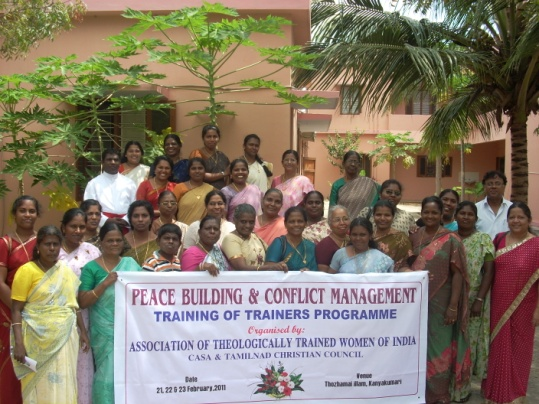 PEACE BUILDING & CONFLICT MANAGEMENT
TRAINING OF TRAINERS PROGRAMME
Organised by:
ASSOCIATION OF THEOLOGICALLY TRAINED WOMEN OF INDIA
CASA & TAMILNAD CHRISTIAN COUNCIL
Date
21, 22 & 23 February, 2011
Venue
Thozhamai Illam, Kanyakumari